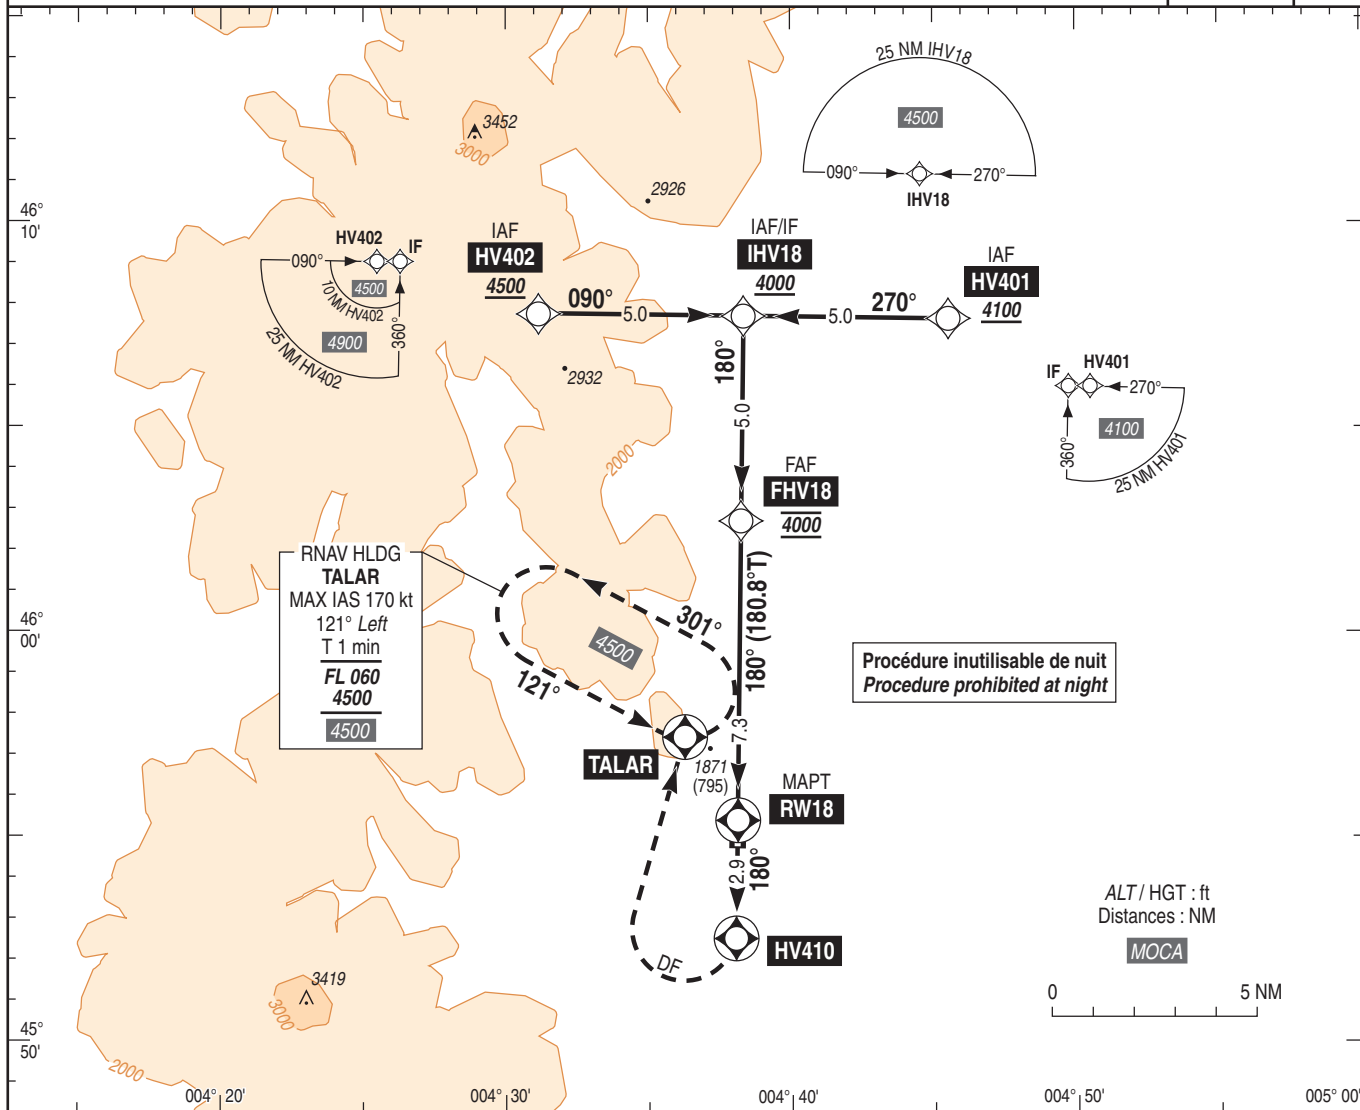 25 NM IHV18
4500
090°
270°
IHV18
3452
3000
2926
46°
10'
HV402
IF
090°
4500
10 NM HV402
360°
4900
25 NM HV402
IAF
HV402
4500
IAF/IF
IHV18
4000
IAF
HV401
4100
090°
5.0
5.0
270°
2932
180°
5.0
IF
HV401
270°
4100
360°
25 NM HV401
2000
FAF
FHV18
4000
RNAV HLDG
TALAR
MAX IAS 170 kt
121° Left
T 1 min
FL 060
4500
4500
301°
4500
121°
180° (180.8°T)
7.3
46°
00'
Procédure inutilisable de nuit
Procedure prohibited at night
TALAR
1871
(795)
MAPT
RW18
2.9
180°
HV410
DF
ALT / HGT : ft
Distances : NM
MOCA
0
5 NM
3419
3000
2000
45°
50'
004° 20'
004° 30'
004° 40'
004° 50'
005° 00'